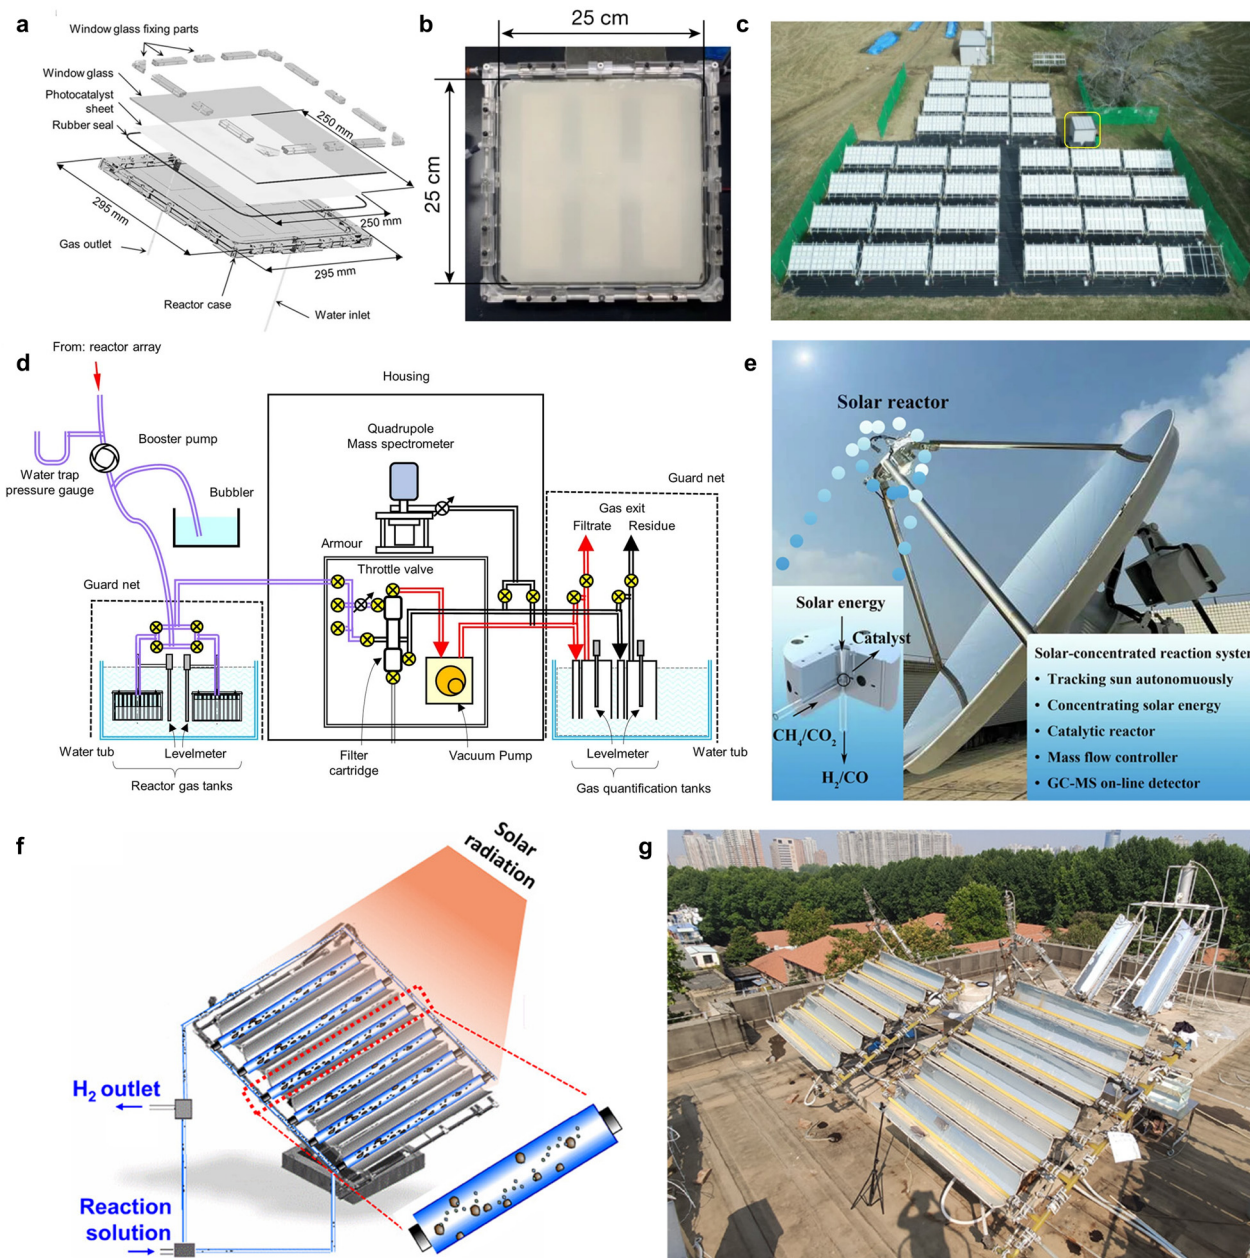 a
Window glass fixing parts
Window glass
Photocatalyst
sheet
Rubber seal
250 mm
295 mm
250 mm
295 mm
Gas outlet
Reactor case
Water inlet
b
25 cm
25 cm
c
d
From: reactor array
Housing
Quadrupole
Mass spectrometer
Booster pump
Water trap
pressure gauge
Bubbler
Guard net
Gas exit
Filtrate
Residue
Armour
Throttle valve
Guard net
Water tub
Levelmeter
Reactor gas tanks
Filter
cartridge
Vacuum Pump
Levelmeter
Water tub
Gas quantification tanks
e
Solar reactor
Solar energy
Catalyst
CH₄/CO₂
H₂/CO
Solar-concentrated reaction system
• Tracking sun autonomuously
• Concentrating solar energy
• Catalytic reactor
• Mass flow controller
• GC-MS on-line detector
f
Solar
radiation
H₂ outlet
Reaction
solution
g